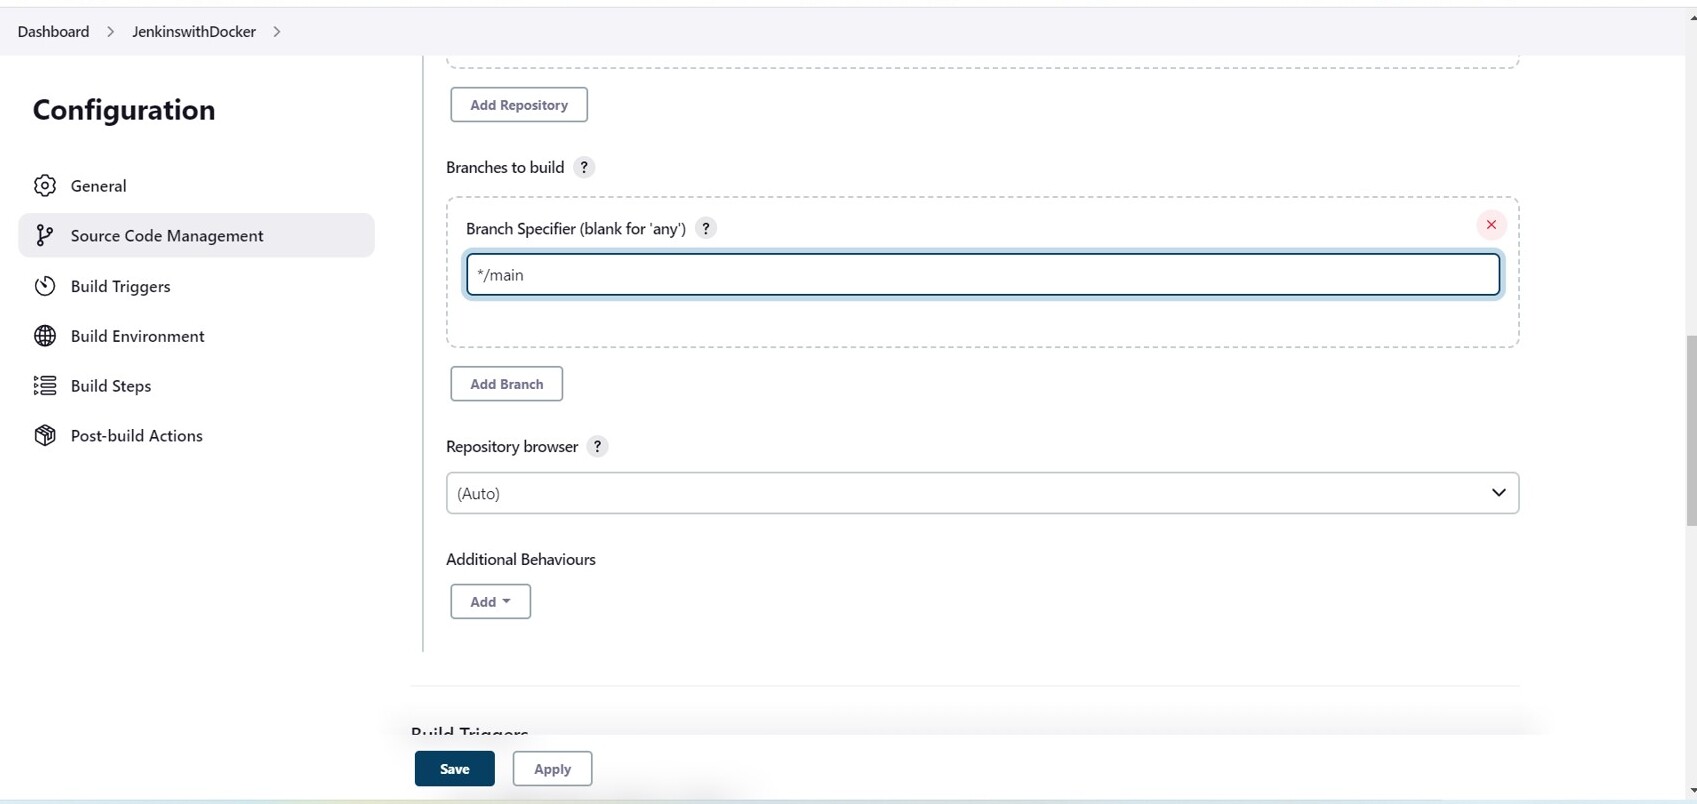 Dashboard > JenkinswithDocker >
Configuration
General
Source Code Management
Build Triggers
Build Environment
Build Steps
Post-build Actions
Add Repository
Branches to build ?
Branch Specifier (blank for 'any') ?
*/main
Add Branch
Repository browser ?
(Auto)
Additional Behaviours
Add
Build Triggers
Save Apply